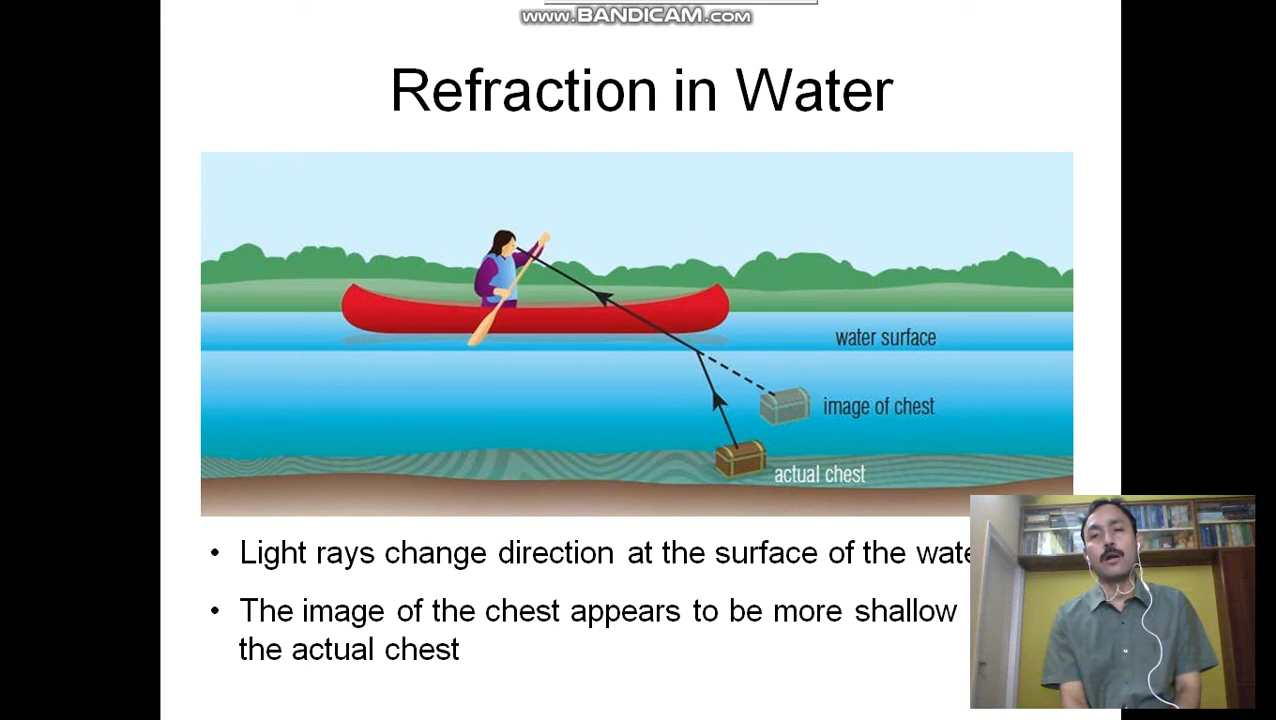 www.BANDICAM.com
Refraction in Water
water surface
image of chest
actual chest
• Light rays change direction at the surface of the
• The image of the chest appears to be more shallow
the actual chest